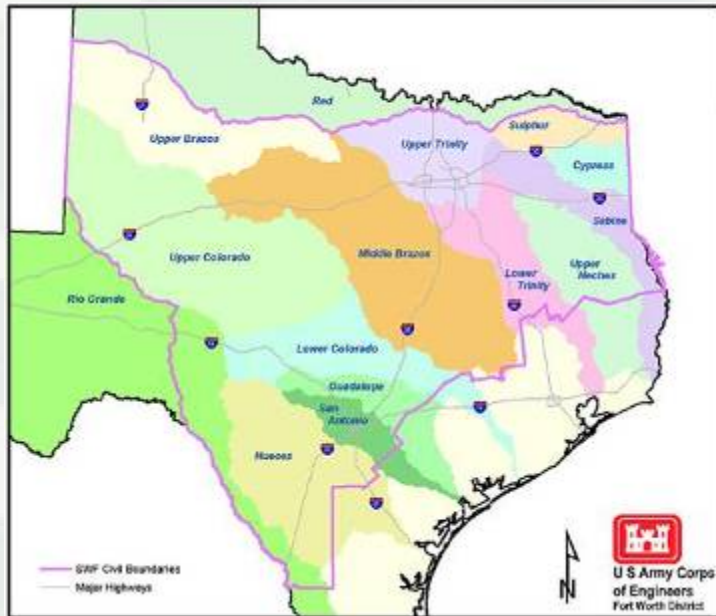 Red
Upper Brazos
Upper Trinity
Sulphur
Cypress
Sabine
Upper Colorado
Middle Brazos
Lower
Trinity
Upper
Neches
Rio Grande
Lower Colorado
Guadalupe
San
Antonio
Nueces
SWF Civil Boundaries
Major Highways
N
US Army Corps
of Engineers
Fort Worth District